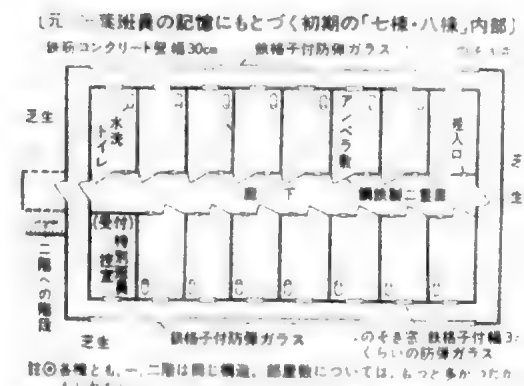 班員の記憶にもとづく初期の「七棟・八棟」内部〕
鉄筋コンクリート壁幅30cm 鉄格子付防弾ガラス
芝生
水洗トイレ
アンペラ敷
芝生
廊下 鋼鉄製二重扉
(受付)
特別班員控室
二階への階段
芝生
鉄格子付防弾ガラス
のぞき窓 鉄格子付幅3
くらいの防弾ガラス
註◎各棟とも、一、二階は同じ構造。部屋数については、もっと多かったか